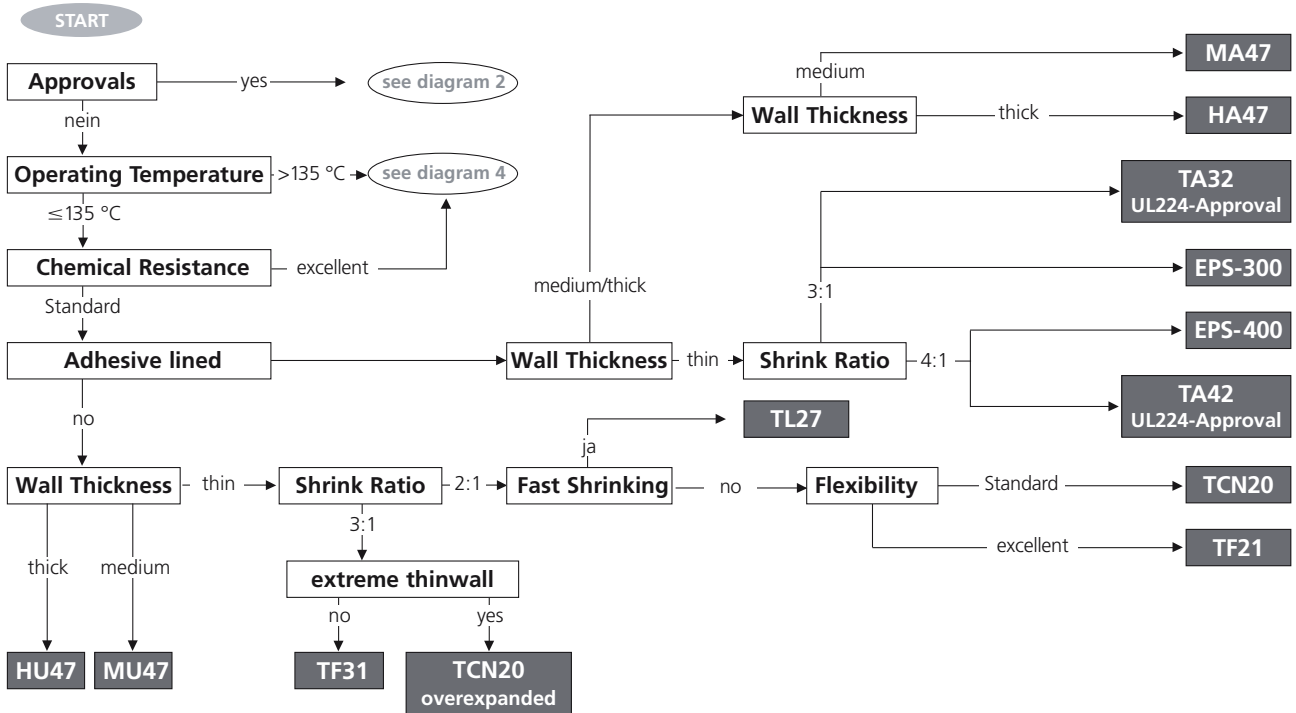 START
Approvals
yes
see diagram 2
nein
Operating Temperature
>135 °C
see diagram 4
≤135 °C
Chemical Resistance
excellent
Standard
Adhesive lined
Wall Thickness
medium/thick
Wall Thickness
medium
MA47
thick
HA47
thin
Shrink Ratio
3:1
TA32
UL224-Approval
EPS-300
4:1
EPS-400
TA42
UL224-Approval
no
Wall Thickness
thin
Shrink Ratio
2:1
Fast Shrinking
ja
TL27
no
Flexibility
Standard
TCN20
excellent
TF21
3:1
extreme thinwall
no
yes
thick
medium
HU47
MU47
TF31
TCN20
overexpanded